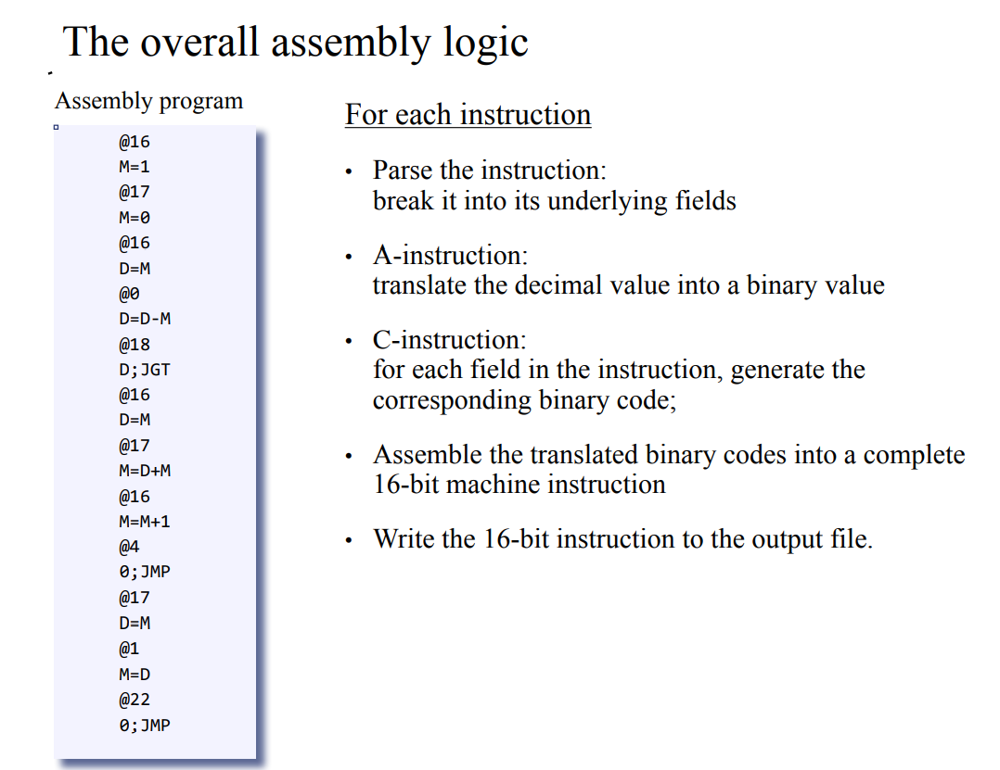 The overall assembly logic
Assembly program
@16
M=1
@17
M=0
@16
D=M
@0
D=D-M
@18
D;JGT
@16
D=M
@17
M=D+M
@16
M=M+1
@4
0;JMP
@17
D=M
@1
M=D
@22
0;JMP
For each instruction
• Parse the instruction:
break it into its underlying fields
• A-instruction:
translate the decimal value into a binary value
• C-instruction:
for each field in the instruction, generate the
corresponding binary code;
• Assemble the translated binary codes into a complete
16-bit machine instruction
• Write the 16-bit instruction to the output file.